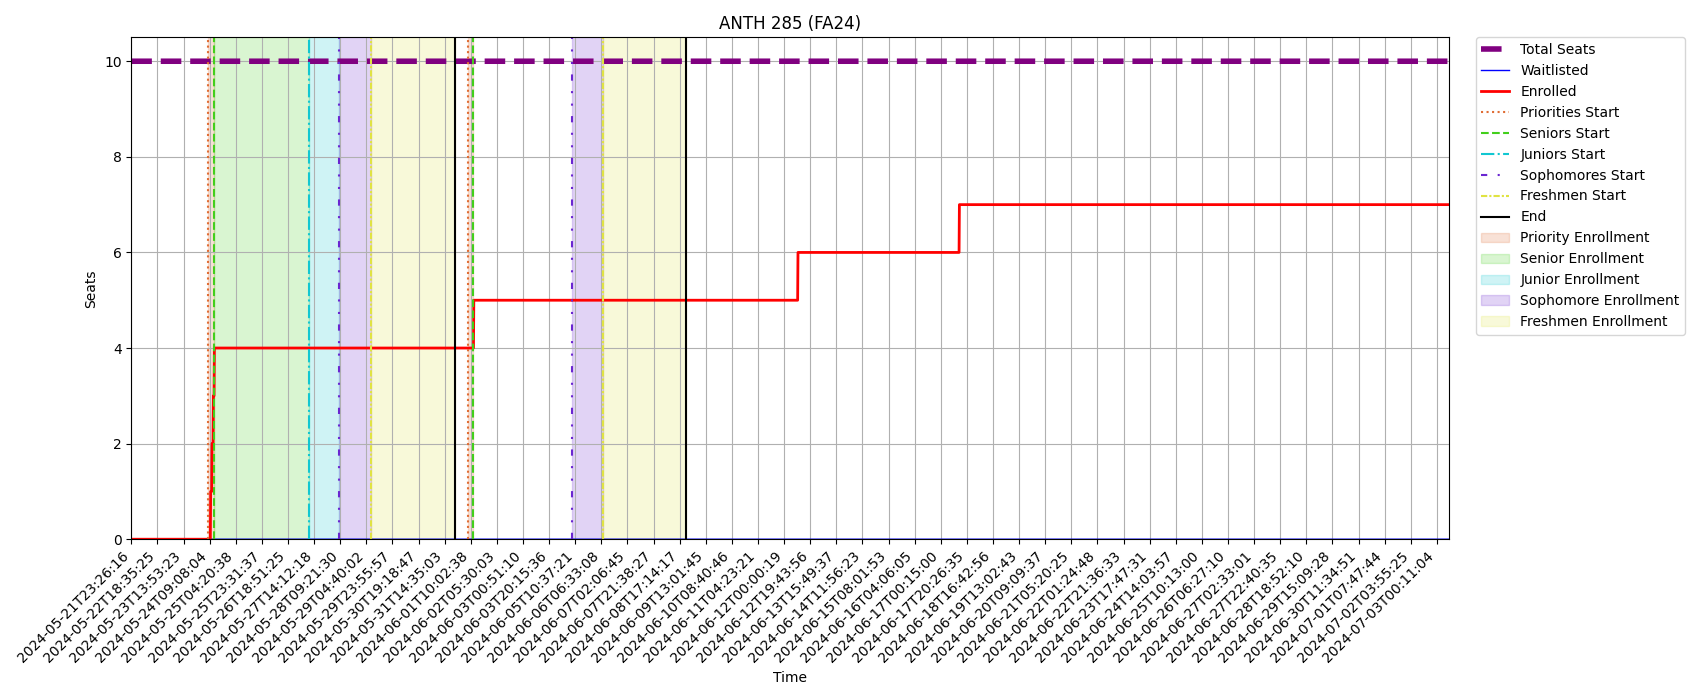 ANTH 285 (FA24)
10
8
6
4
2
0
Seats
2024-05-21T23:26:16
2024-05-22T18:35:25
2024-05-23T13:53:23
2024-05-24T09:08:04
2024-05-25T04:20:38
2024-05-25T23:31:37
2024-05-26T18:51:25
2024-05-27T14:12:18
2024-05-28T09:21:30
2024-05-29T04:40:02
2024-05-29T23:55:57
2024-05-30T19:18:47
2024-05-31T14:35:03
2024-06-01T10:02:38
2024-06-02T05:30:03
2024-06-03T00:51:10
2024-06-03T20:15:36
2024-06-05T10:37:21
2024-06-06T06:33:08
2024-06-07T02:06:45
2024-06-07T21:38:27
2024-06-08T17:14:17
2024-06-09T13:01:45
2024-06-10T08:40:46
2024-06-11T04:23:21
2024-06-12T00:00:19
2024-06-12T19:43:56
2024-06-13T15:49:37
2024-06-14T11:56:23
2024-06-15T08:01:53
2024-06-16T04:06:05
2024-06-17T00:15:00
2024-06-17T20:26:35
2024-06-18T16:42:56
2024-06-19T13:02:43
2024-06-20T09:09:37
2024-06-21T05:20:25
2024-06-22T01:24:48
2024-06-22T21:36:33
2024-06-23T17:47:31
2024-06-24T14:03:57
2024-06-25T10:13:00
2024-06-26T06:27:10
2024-06-27T02:33:01
2024-06-27T22:40:35
2024-06-28T18:52:10
2024-06-29T15:09:28
2024-06-30T11:34:51
2024-07-01T07:47:44
2024-07-02T03:55:25
2024-07-03T00:11:04
Time
Total Seats
Waitlisted
Enrolled
Priorities Start
Seniors Start
Juniors Start
Sophomores Start
Freshmen Start
End
Priority Enrollment
Senior Enrollment
Junior Enrollment
Sophomore Enrollment
Freshmen Enrollment